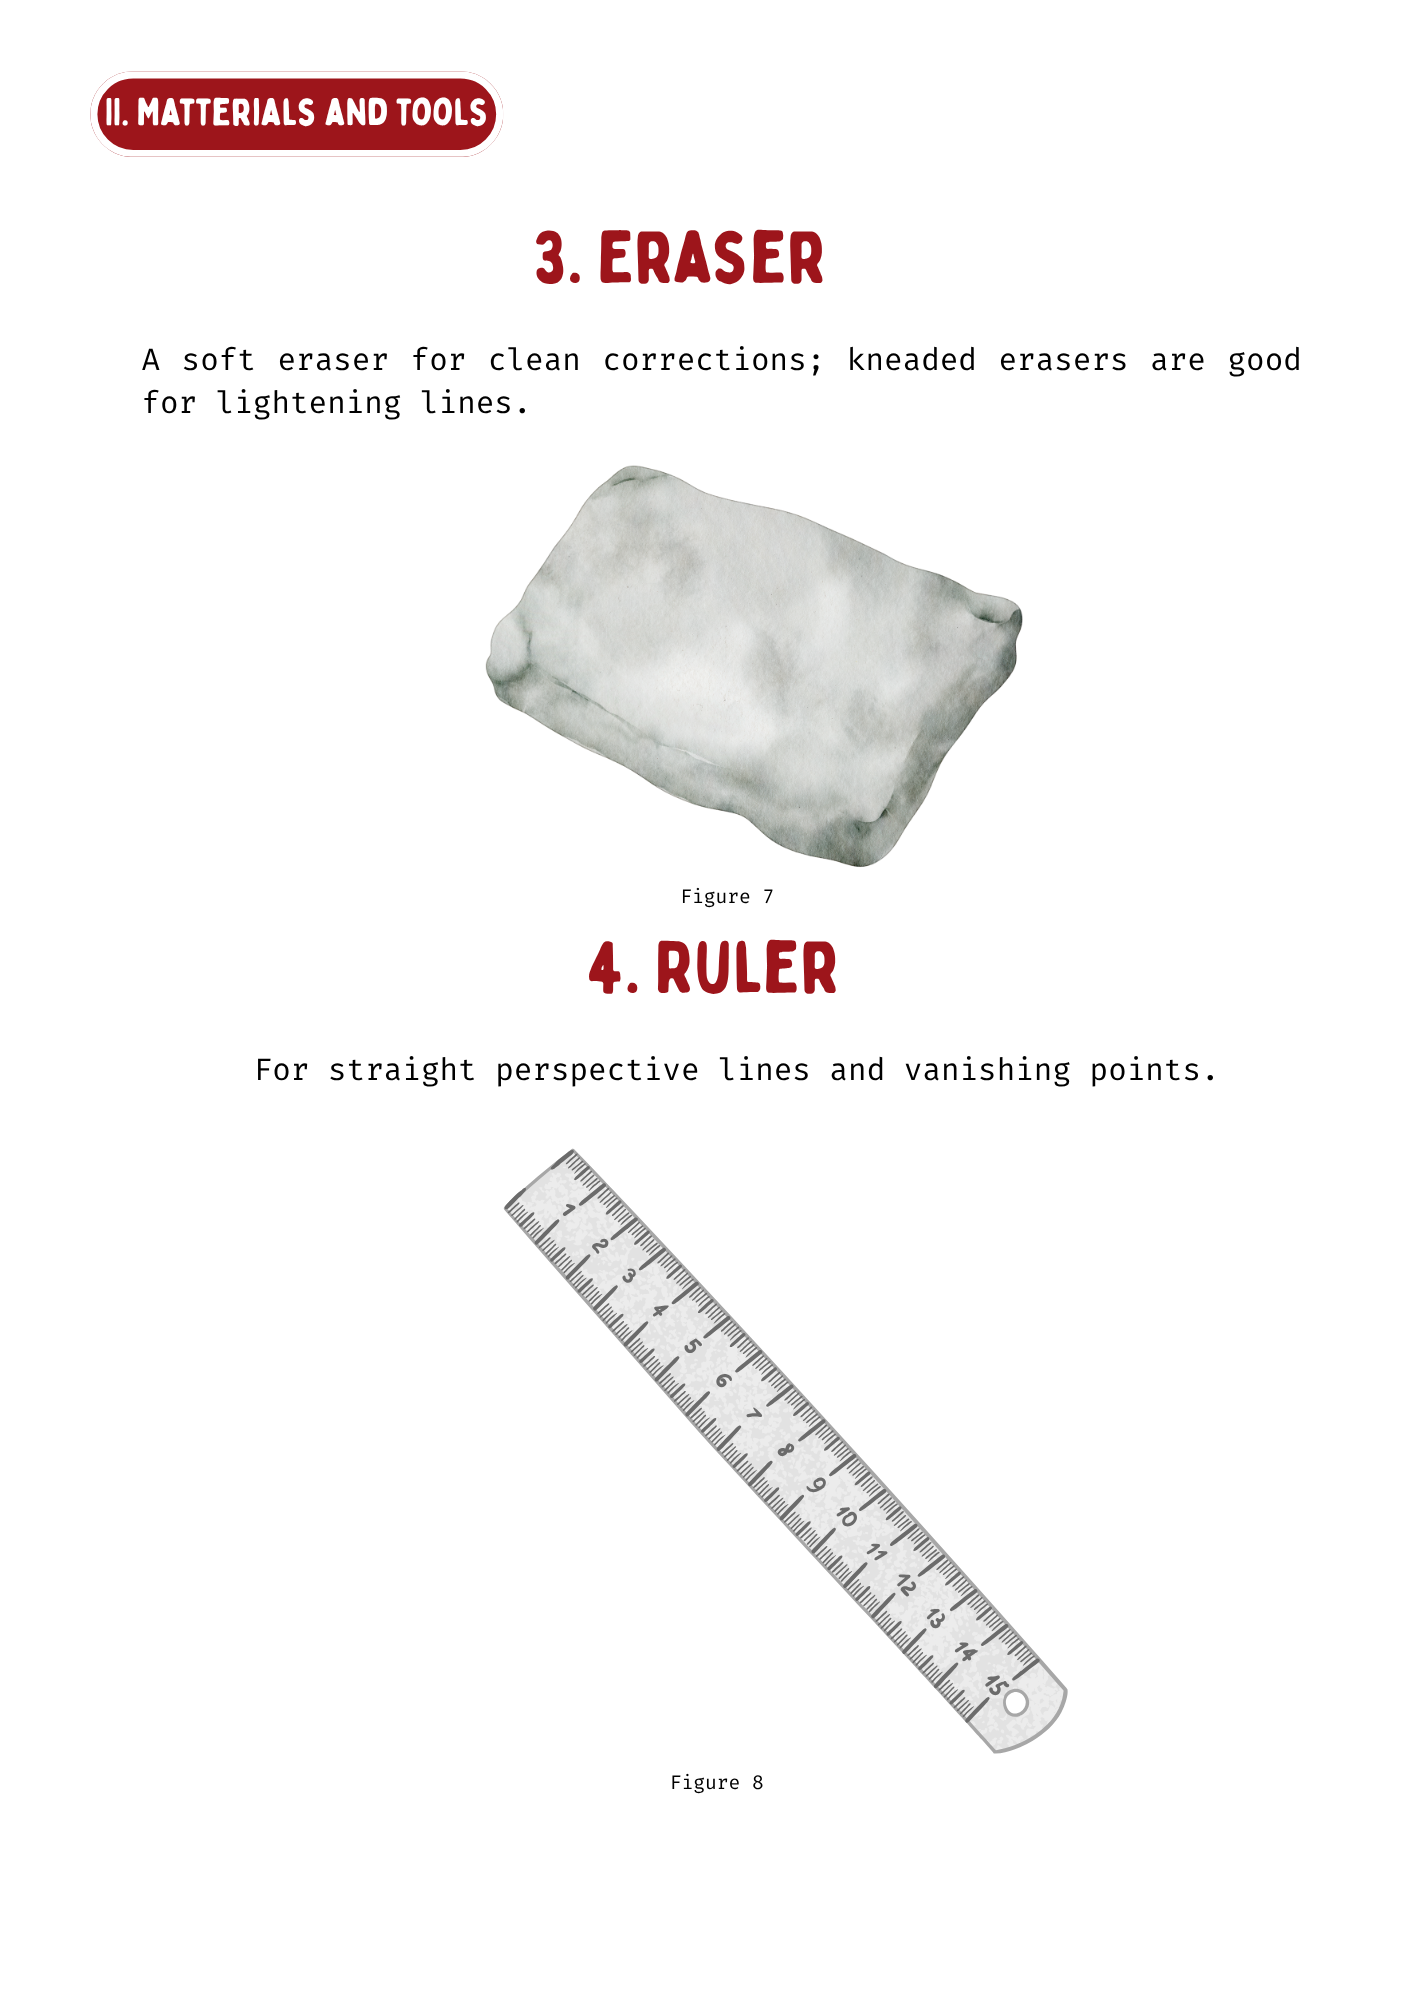 II. MATTERIALS AND TOOLS
3. ERASER
A soft eraser for clean corrections; kneaded erasers are good
for lightening lines.
Figure 7
4. RULER
For straight perspective lines and vanishing points.
1
2
3
4
5
6
7
8
9
10
11
12
13
14
15
Figure 8